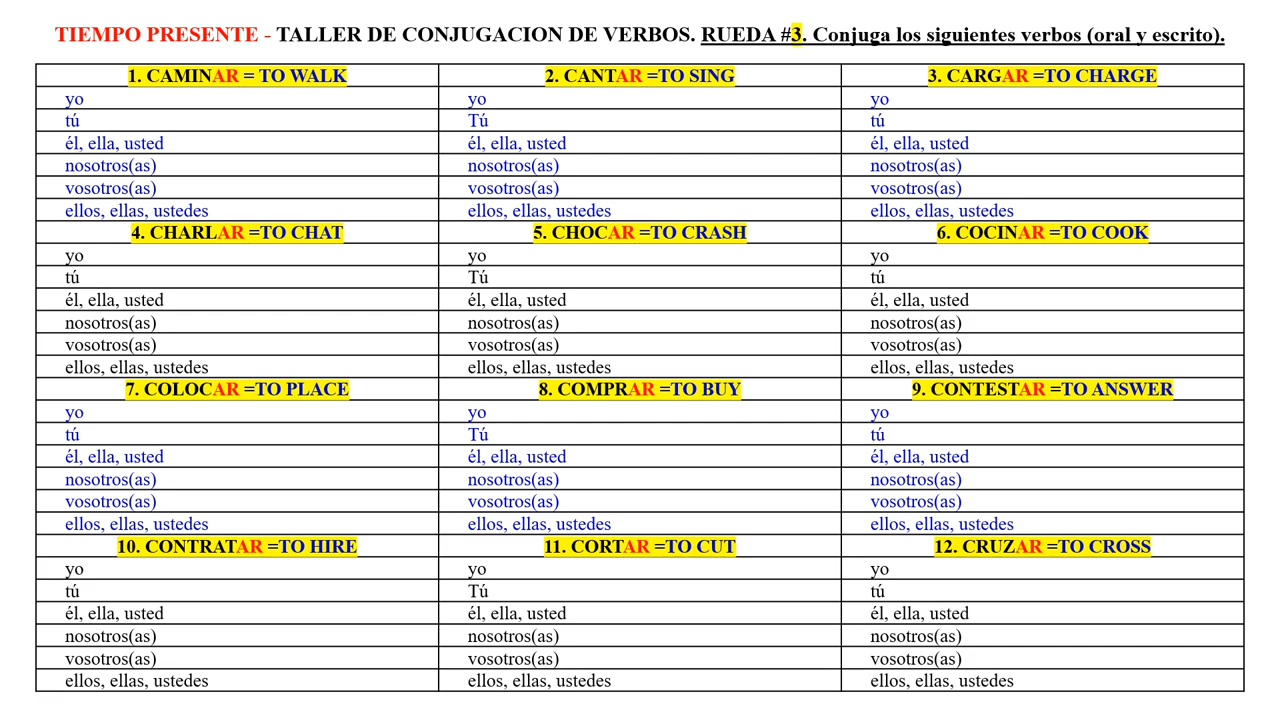 TIEMPO PRESENTE - TALLER DE CONJUGACION DE VERBOS. RUEDA #3. Conjuga los siguientes verbos (oral y escrito).
1. CAMINAR = TO WALK 2. CANTAR =TO SING 3. CARGAR =TO CHARGE
yo yo yo
tú Tú tú
él, ella, usted él, ella, usted él, ella, usted
nosotros(as) nosotros(as) nosotros(as)
vosotros(as) vosotros(as) vosotros(as)
ellos, ellas, ustedes ellos, ellas, ustedes ellos, ellas, ustedes
4. CHARLAR =TO CHAT 5. CHOCAR =TO CRASH 6. COCINAR =TO COOK
yo yo yo
tú Tú tú
él, ella, usted él, ella, usted él, ella, usted
nosotros(as) nosotros(as) nosotros(as)
vosotros(as) vosotros(as) vosotros(as)
ellos, ellas, ustedes ellos, ellas, ustedes ellos, ellas, ustedes
7. COLOCAR =TO PLACE 8. COMPRAR =TO BUY 9. CONTESTAR =TO ANSWER
yo yo yo
tú Tú tú
él, ella, usted él, ella, usted él, ella, usted
nosotros(as) nosotros(as) nosotros(as)
vosotros(as) vosotros(as) vosotros(as)
ellos, ellas, ustedes ellos, ellas, ustedes ellos, ellas, ustedes
10. CONTRATAR =TO HIRE 11. CORTAR =TO CUT 12. CRUZAR =TO CROSS
yo yo yo
tú Tú tú
él, ella, usted él, ella, usted él, ella, usted
nosotros(as) nosotros(as) nosotros(as)
vosotros(as) vosotros(as) vosotros(as)
ellos, ellas, ustedes ellos, ellas, ustedes ellos, ellas, ustedes